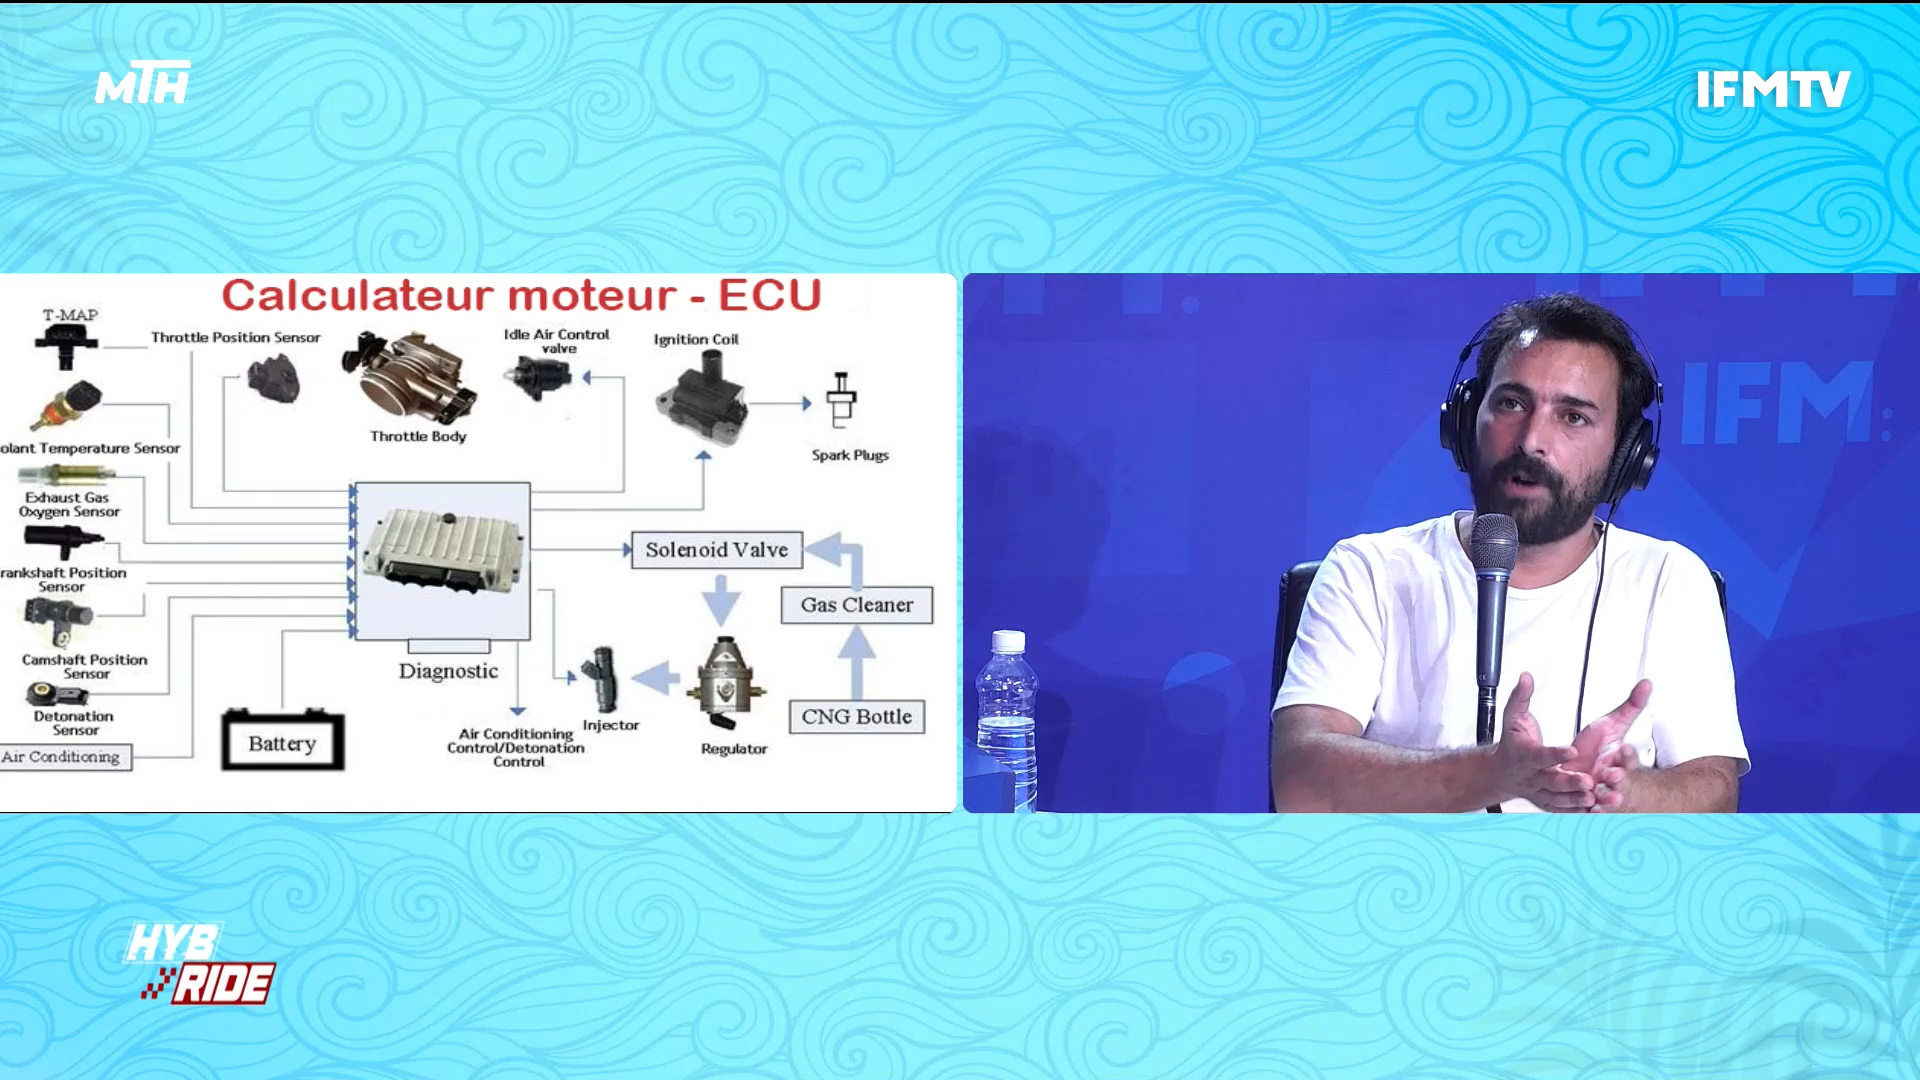 MTH
IFMTV
Calculateur moteur - ECU
T-MAP
Throttle Position Sensor
Idle Air Control
valve
Ignition Coil
Throttle Body
Spark Plugs
olant Temperature Sensor
Exhaust Gas
Oxygen Sensor
rankshaft Position
Sensor
Camshaft Position
Sensor
Detonation
Sensor
Air Conditioning
Battery
Diagnostic
Air Conditioning
Control/Detonation
Control
Injector
Regulator
Solenoid Valve
Gas Cleaner
CNG Bottle
IFM:
HYB
RIDE